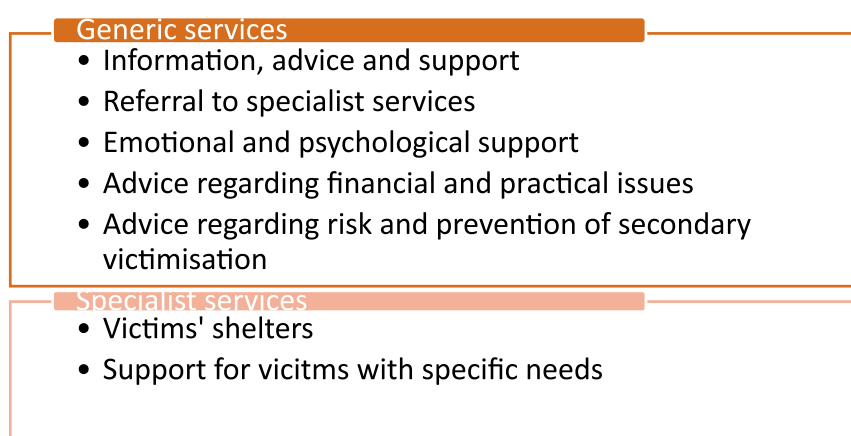 Generic services
• Information, advice and support
• Referral to specialist services
• Emotional and psychological support
• Advice regarding financial and practical issues
• Advice regarding risk and prevention of secondary
victimisation
Specialist services
• Victims' shelters
• Support for vicitms with specific needs